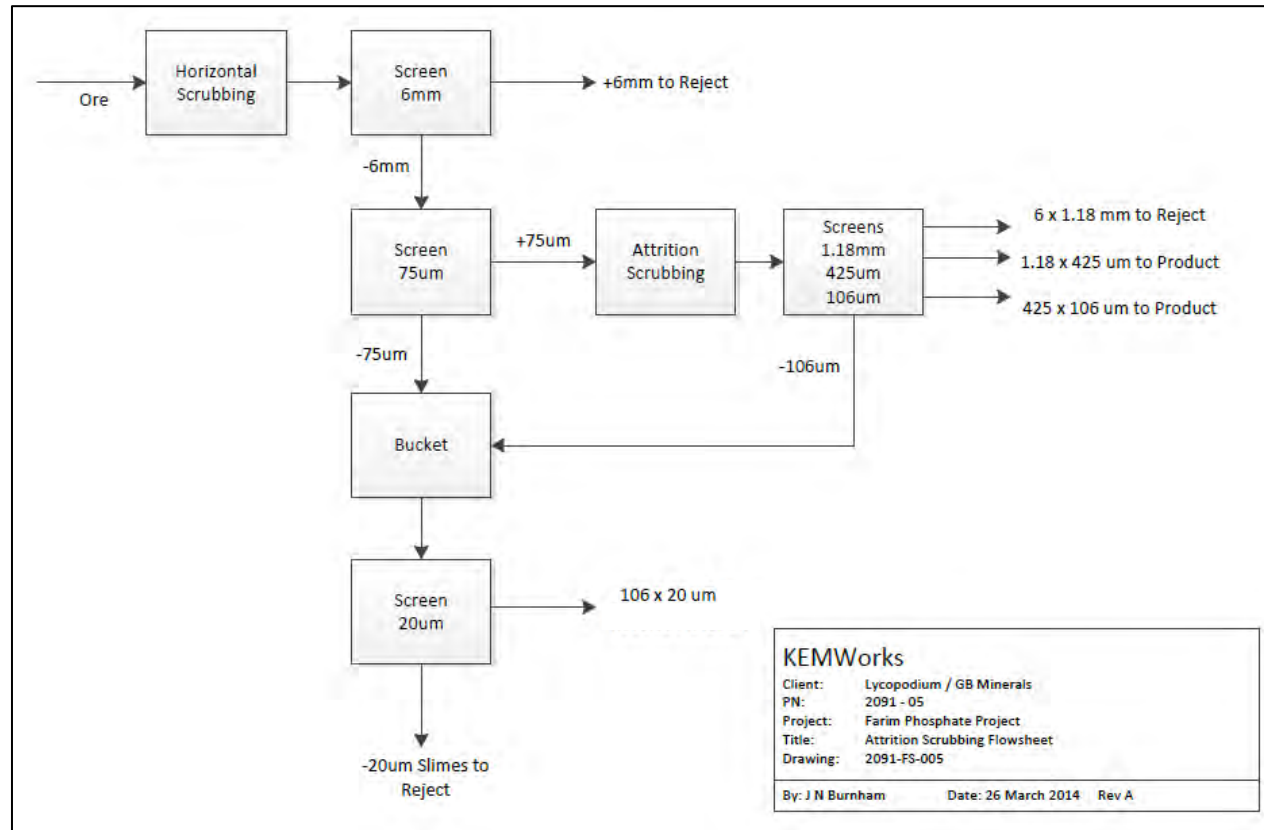 Ore
Horizontal
Scrubbing
Screen
6mm
+6mm to Reject
-6mm
Screen
75um
+75um
Attrition
Scrubbing
Screens
1.18mm
425um
106um
6 x 1.18 mm to Reject
1.18 x 425 um to Product
425 x 106 um to Product
-75um
-106um
Bucket
Screen
20um
106 x 20 um
-20um Slimes to
Reject
KEMWorks
Client: Lycopodium / GB Minerals
PN: 2091 - 05
Project: Farim Phosphate Project
Title: Attrition Scrubbing Flowsheet
Drawing: 2091-FS-005
By: J N Burnham Date: 26 March 2014 Rev A